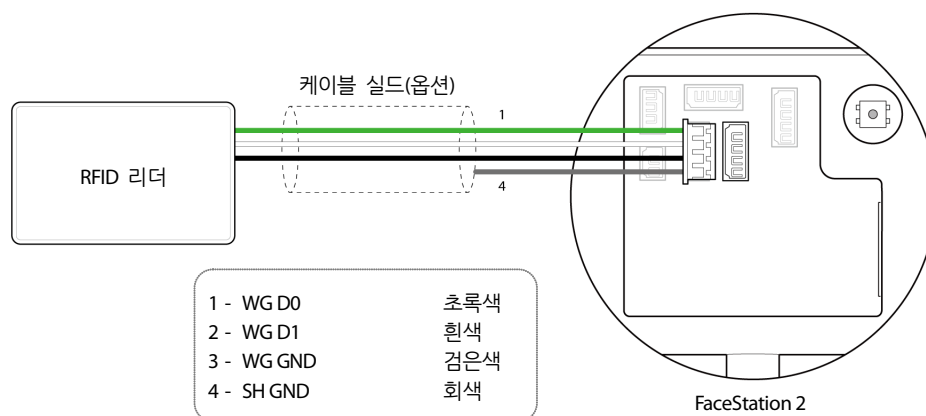 케이블 실드(옵션)
1
RFID 리더
4
1 - WG D0 초록색
2 - WG D1 흰색
3 - WG GND 검은색
4 - SH GND 회색
FaceStation 2